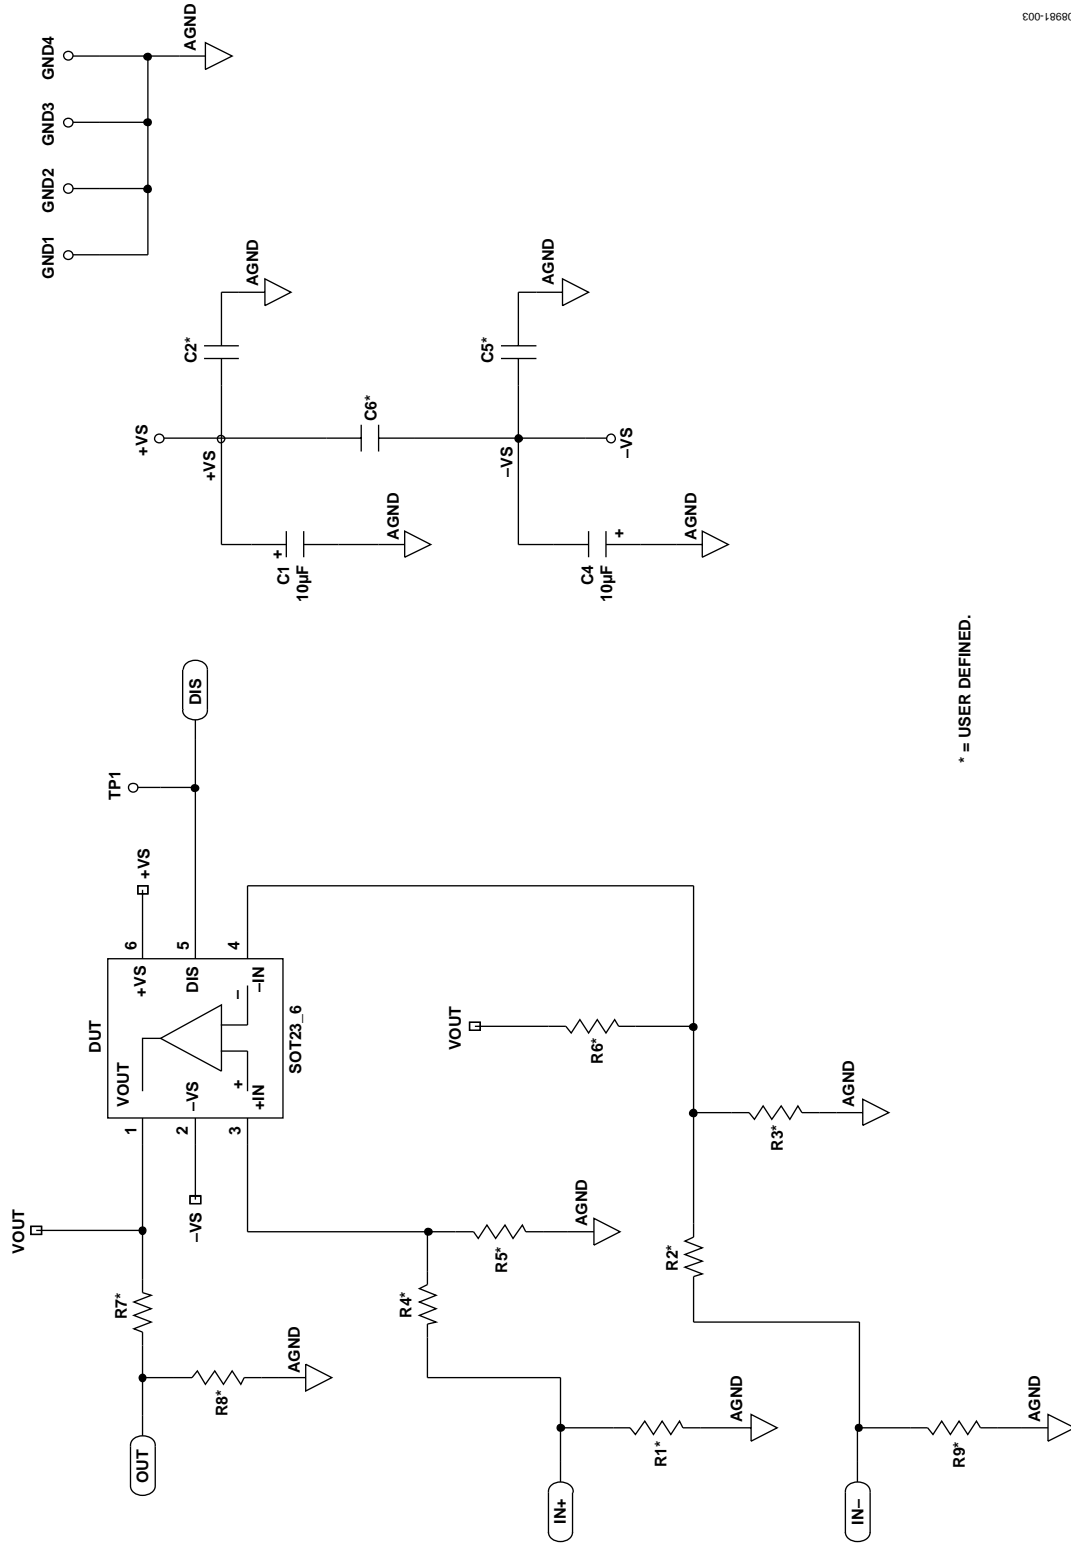 VOUT
GND1
GND2
GND3
GND4
DUT
TP1
R7*
1
VOUT
+VS
6
+VS
+VS
OUT
–VS
2
–VS
DIS
5
DIS
C2*
AGND
R8*
AGND
3
+IN
+
–
–IN
4
+VS
AGND
SOT23_6
C1
+
10µF
C6*
AGND
R4*
R5*
AGND
VOUT
C5*
AGND
–VS
IN+
R6*
C4
10µF
+
–VS
R1*
AGND
R2*
AGND
R3*
AGND
IN–
R9*
AGND
* = USER DEFINED.
08981-003